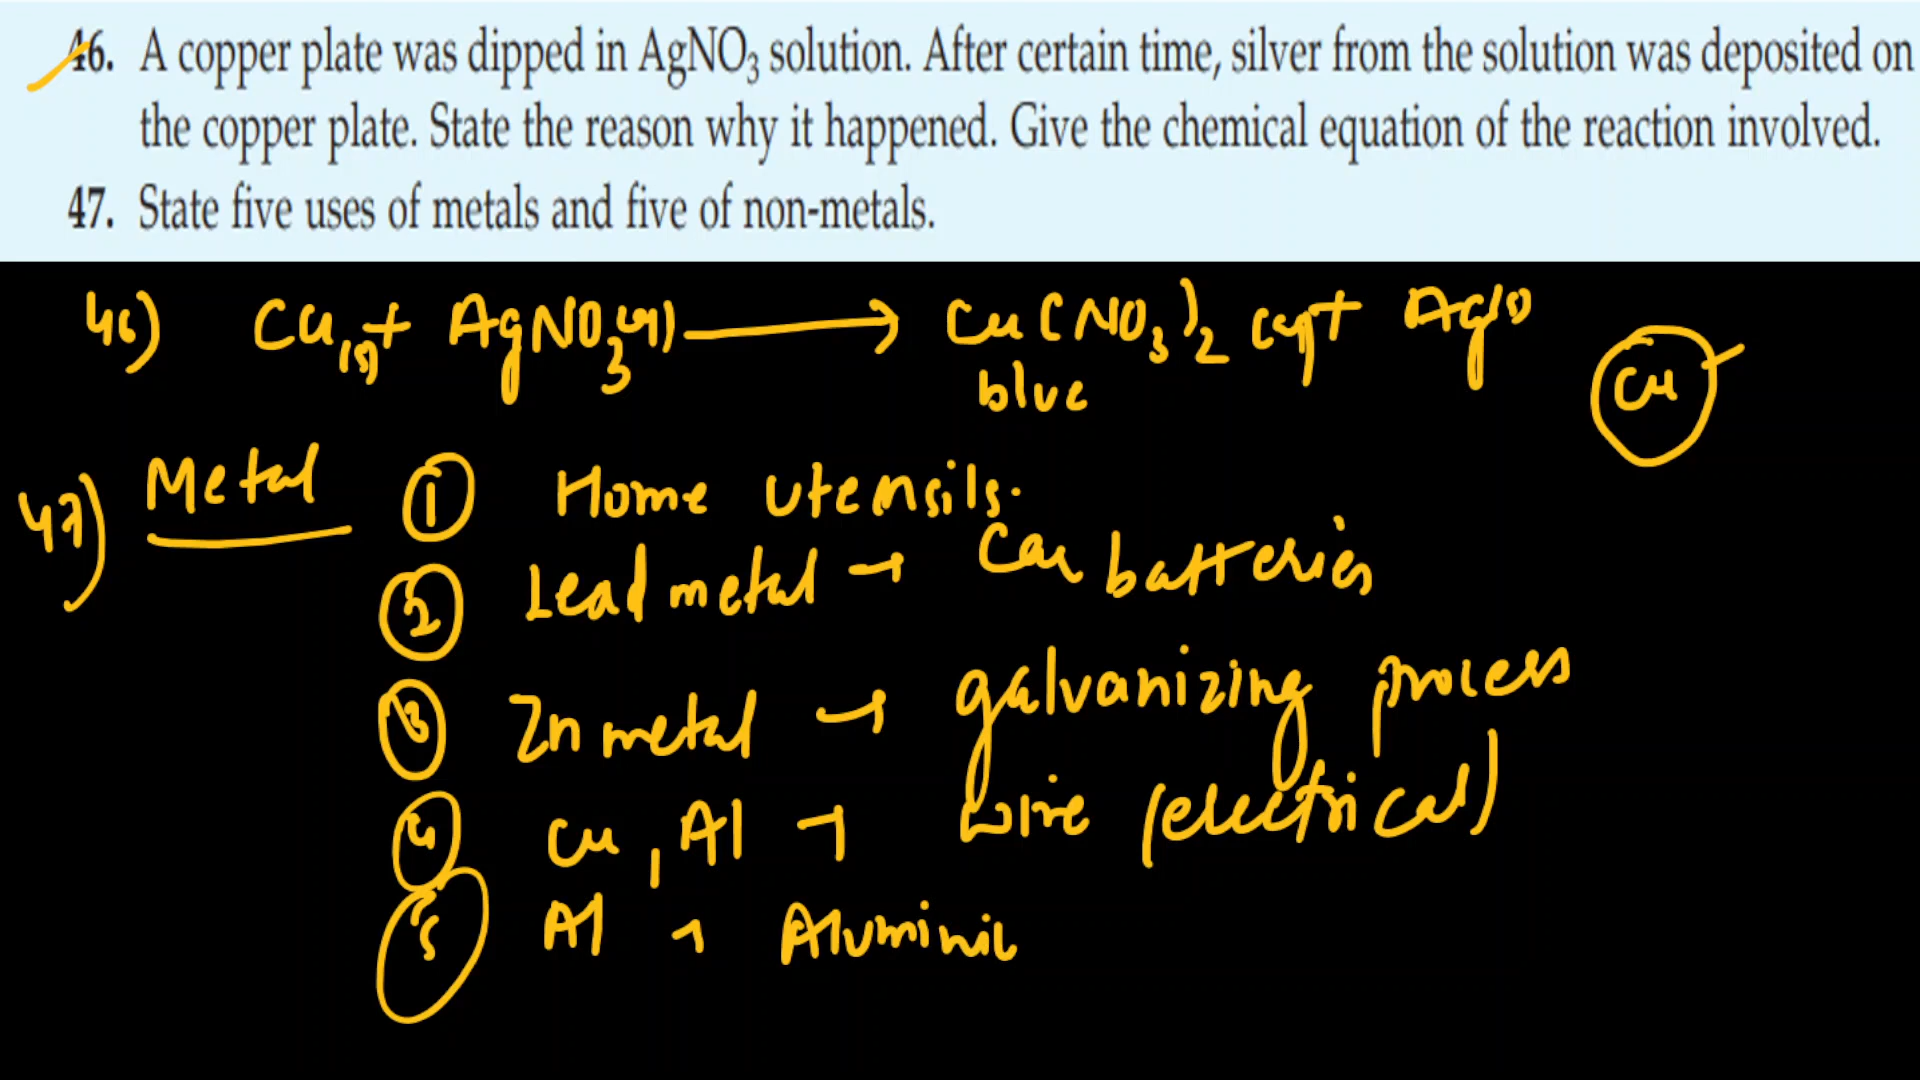 46. A copper plate was dipped in AgNO₃ solution. After certain time, silver from the solution was deposited on
the copper plate. State the reason why it happened. Give the chemical equation of the reaction involved.
47. State five uses of metals and five of non-metals.
46) Cu(s) + AgNO₃(aq) ⟶ Cu(NO₃)₂(aq) + Ag(s)
blue
Cu
47) Metal ① Home utensils.
② Lead metal → Car batteries
③ Zn metal → galvanizing process
④ Cu, Al → wire (electrical)
⑤ Al → Aluminiu